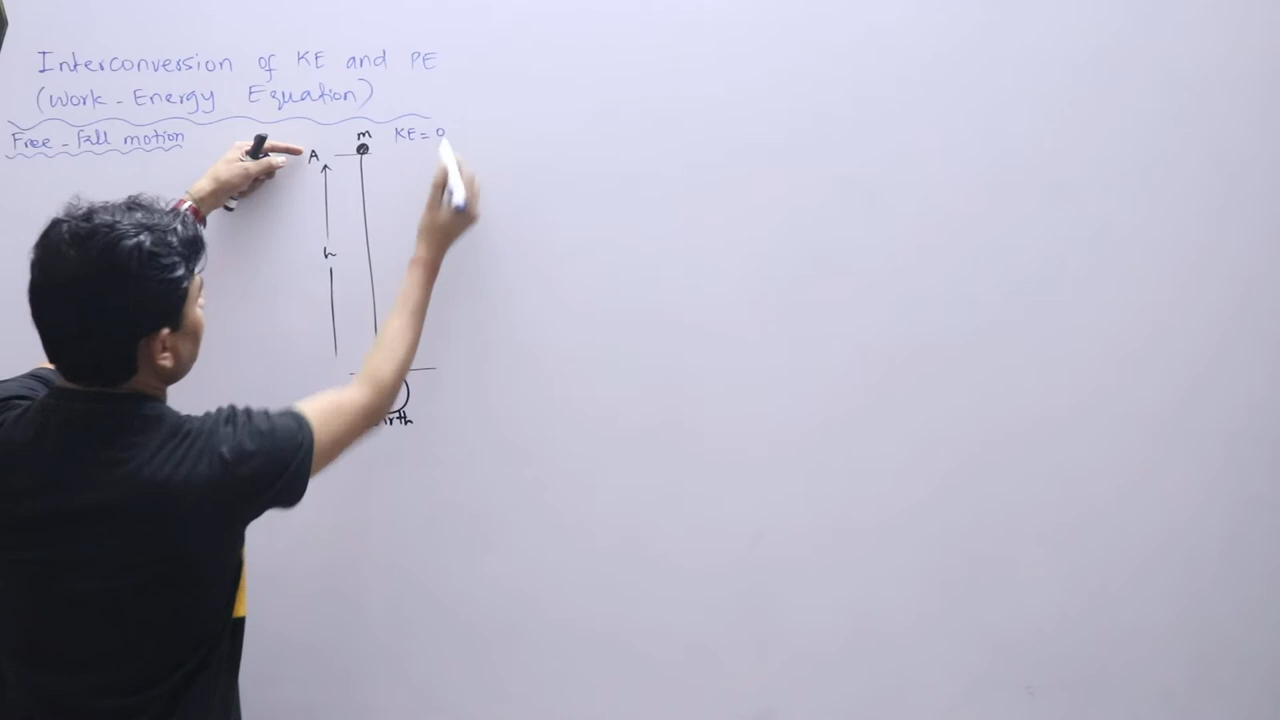 Interconversion of KE and PE
(Work - Energy Equation)
Free - Fall motion
m
KE = 0
A
h